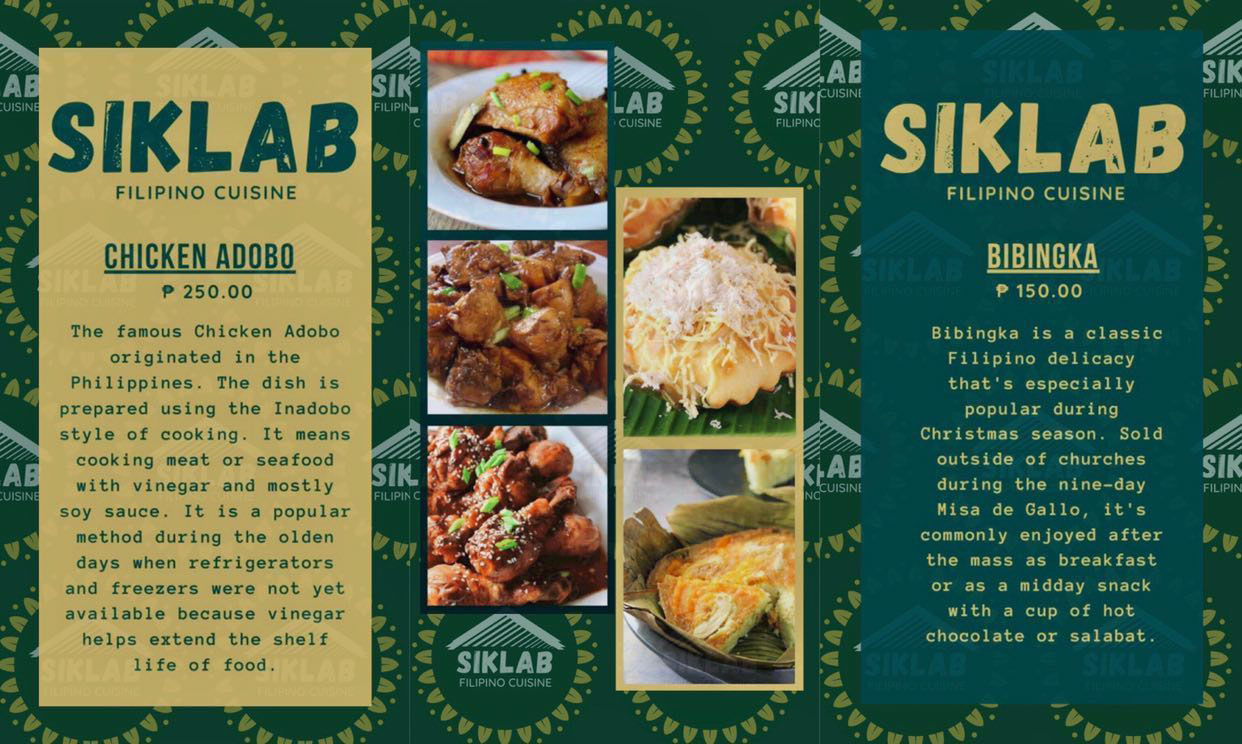 SIKLAB
FILIPINO CUISINE
CHICKEN ADOBO
₱ 250.00
The famous Chicken Adobo
originated in the
Philippines. The dish is
prepared using the Inadobo
style of cooking. It means
cooking meat or seafood
with vinegar and mostly
soy sauce. It is a popular
method during the olden
days when refrigerators
and freezers were not yet
available because vinegar
helps extend the shelf
life of food.
SIKLAB
FILIPINO CUISINE
SIKLAB
FILIPINO CUISINE
BIBINGKA
₱ 150.00
Bibingka is a classic
Filipino delicacy
that's especially
popular during
Christmas season. Sold
outside of churches
during the nine-day
Misa de Gallo, it's
commonly enjoyed after
the mass as breakfast
or as a midday snack
with a cup of hot
chocolate or salabat.